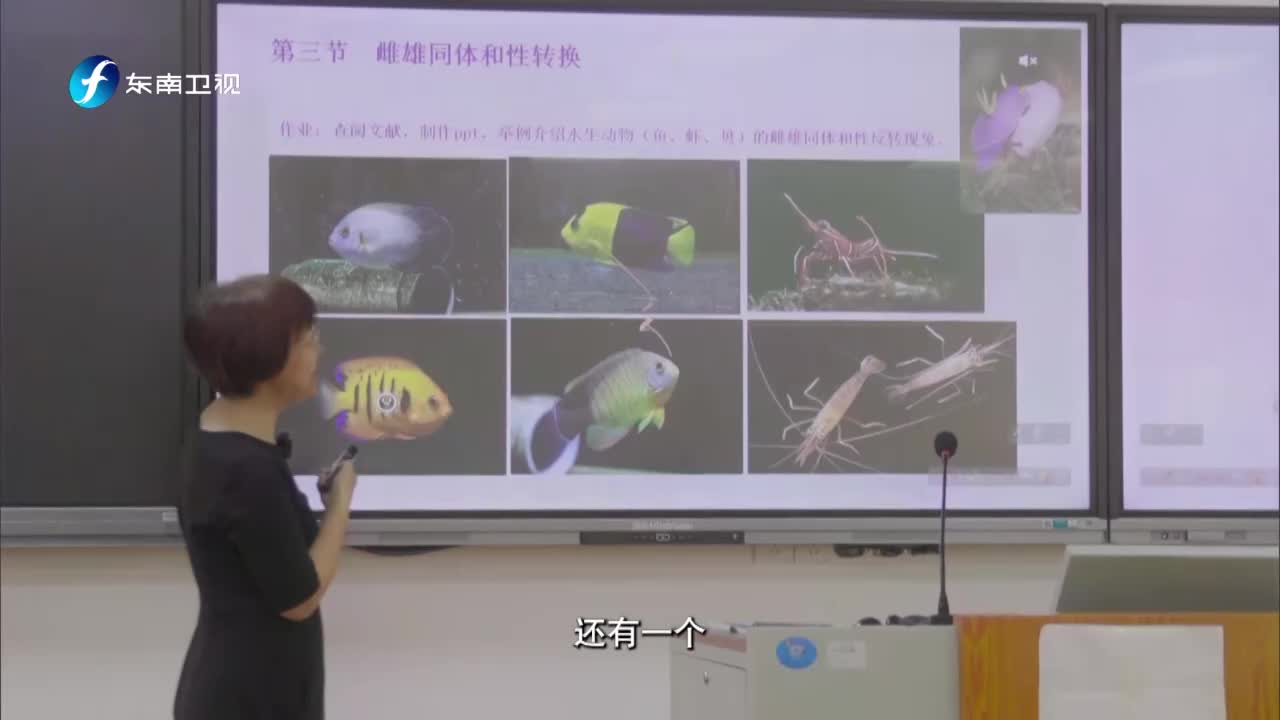 第三节 雌雄同体和性转换
东南卫视
作业：查阅文献，制作ppt，举例介绍水生动物（鱼、虾、贝）的雌雄同体和性反转现象。
还有一个